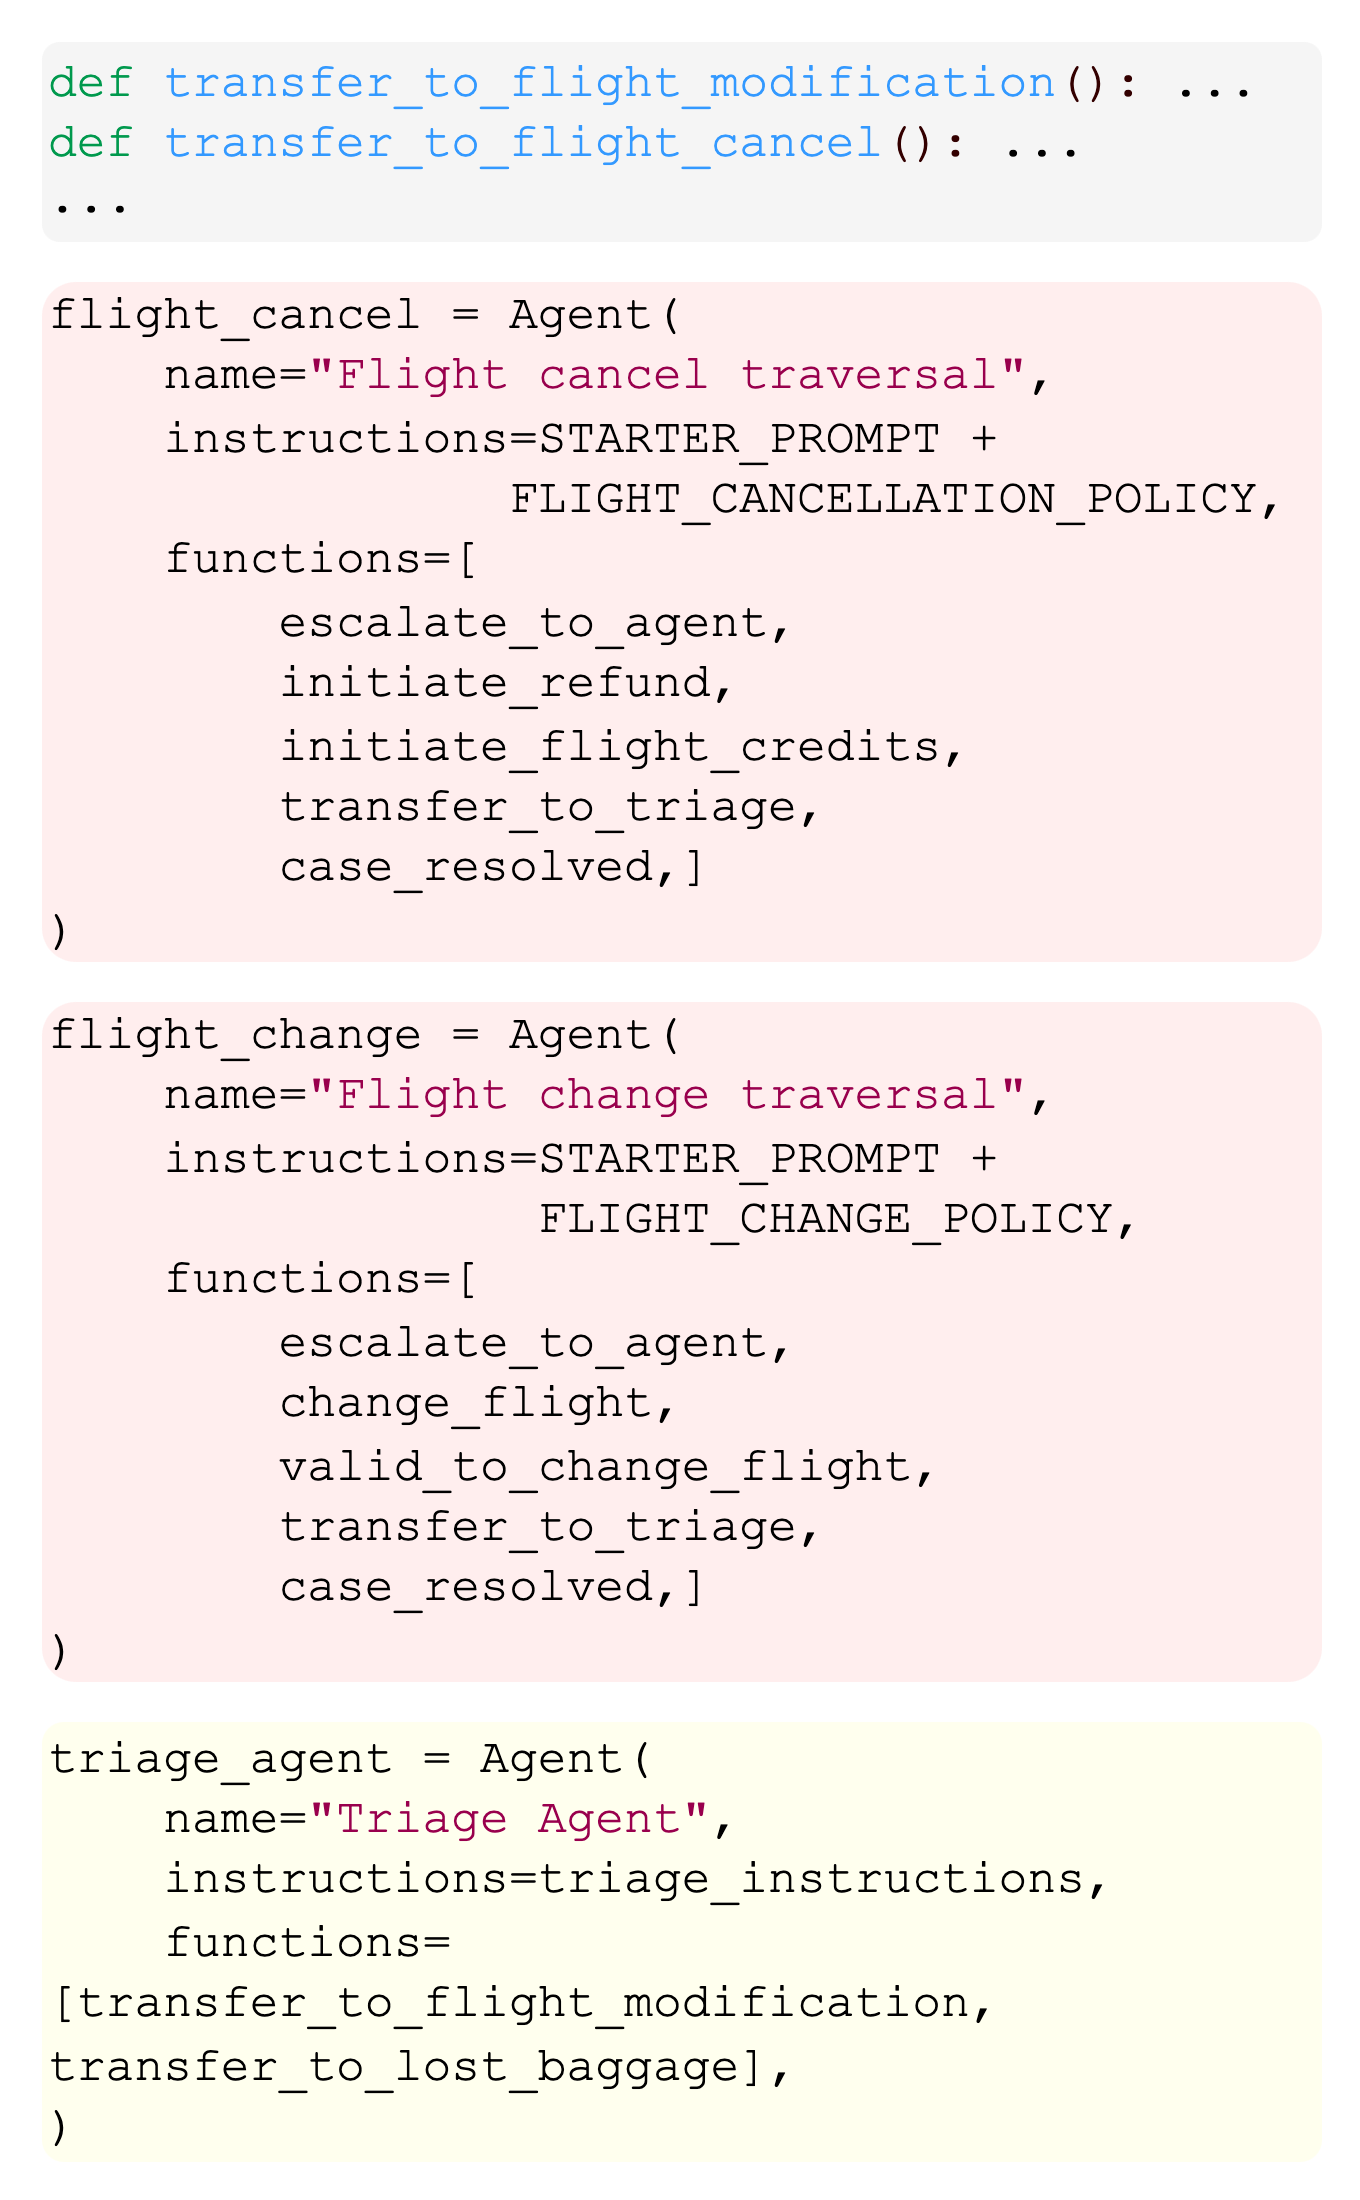 def transfer_to_flight_modification(): ...
def transfer_to_flight_cancel(): ...
...
flight_cancel = Agent(
    name="Flight cancel traversal",
    instructions=STARTER_PROMPT +
                FLIGHT_CANCELLATION_POLICY,
    functions=[
        escalate_to_agent,
        initiate_refund,
        initiate_flight_credits,
        transfer_to_triage,
        case_resolved,]
)
flight_change = Agent(
    name="Flight change traversal",
    instructions=STARTER_PROMPT +
                 FLIGHT_CHANGE_POLICY,
    functions=[
        escalate_to_agent,
        change_flight,
        valid_to_change_flight,
        transfer_to_triage,
        case_resolved,]
)
triage_agent = Agent(
    name="Triage Agent",
    instructions=triage_instructions,
    functions=
[transfer_to_flight_modification,
transfer_to_lost_baggage],
)